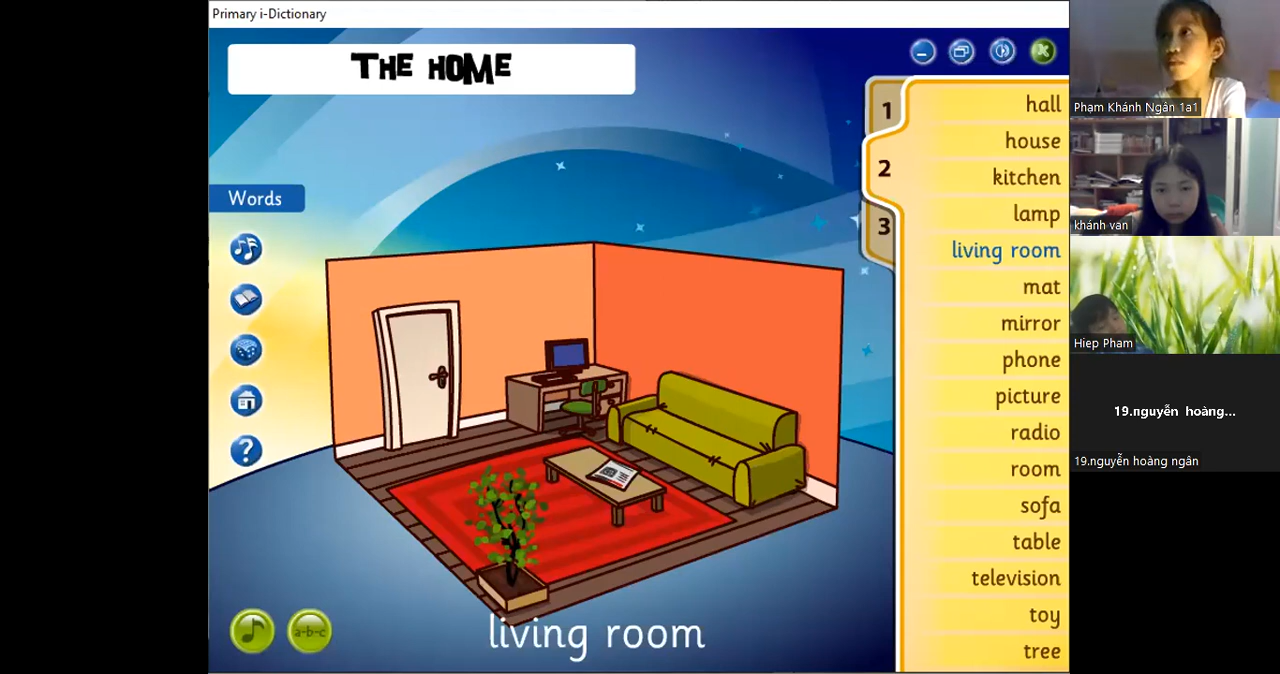 Primary i-Dictionary
THE HOME
Words
1
2
3
hall
house
kitchen
lamp
living room
mat
mirror
phone
picture
radio
room
sofa
table
television
toy
tree
?
a-b-c
living room
Phạm Khánh Ngân 1a1
khánh van
Hiep Pham
19.nguyễn hoàng...
19.nguyễn hoàng ngân